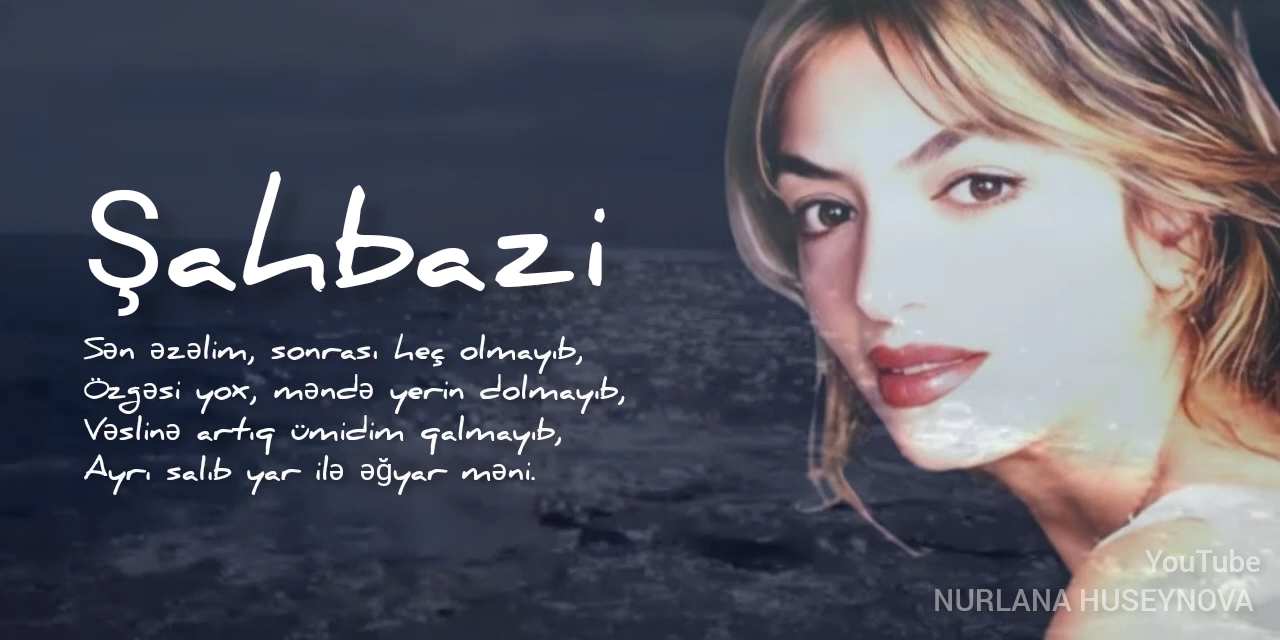 Şahbazi
Sən əzəlim, sonrası heç olmayıb,
Özgəsi yox, məndə yerin dolmayıb,
Vəslinə artıq ümidim qalmayıb,
Ayrı salıb yar ilə əğyar məni.
YouTube
NURLANA HUSEYNOVA